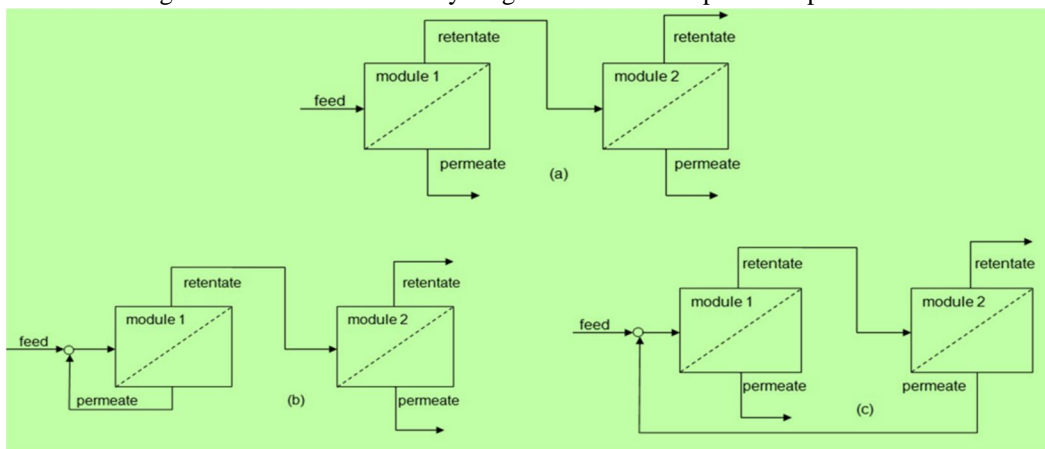 retentate
retentate
module 1
module 2
feed
permeate
permeate
(a)
retentate
retentate
module 1
module 2
feed
permeate
permeate
(b)
retentate
retentate
module 1
module 2
feed
permeate
permeate
(c)